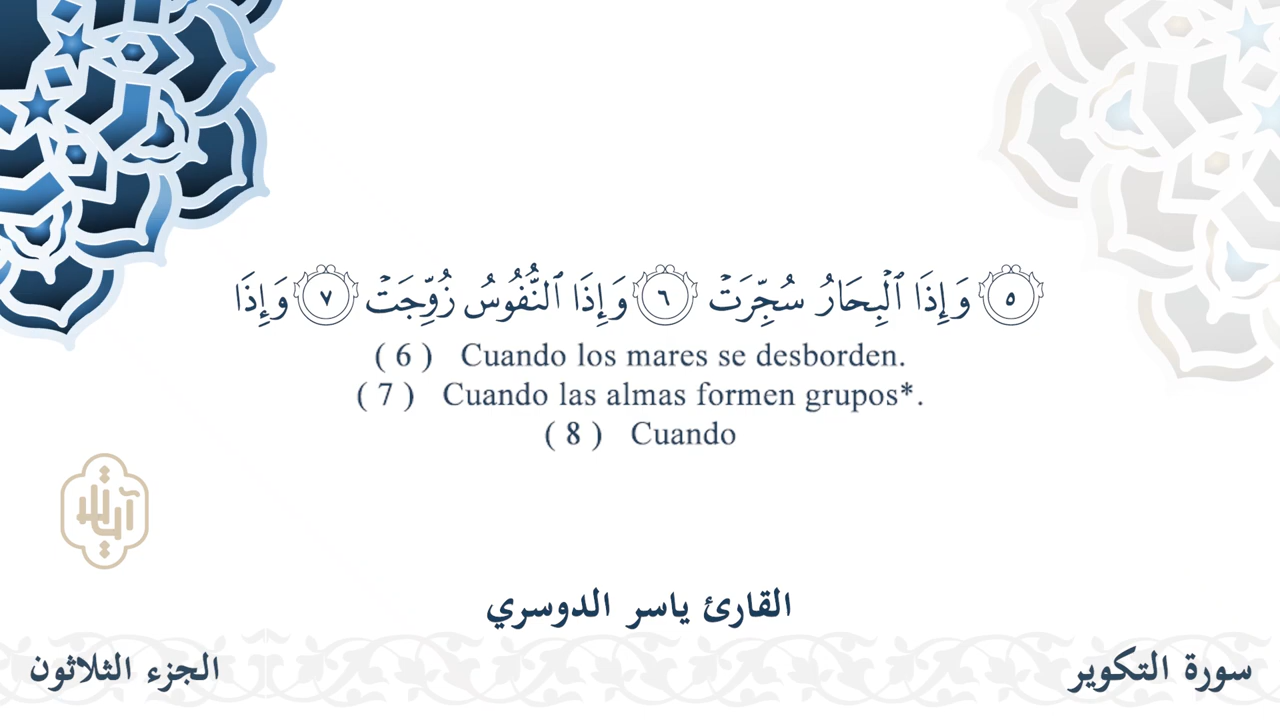 ٥ وَإِذَا ٱلْبِحَارُ سُجِّرَتْ ٦ وَإِذَا ٱلنُّفُوسُ زُوِّجَتْ ٧ وَإِذَا
( 6 ) Cuando los mares se desborden.
( 7 ) Cuando las almas formen grupos*.
( 8 ) Cuando
القارئ ياسر الدوسري
سورة التكوير
الجزء الثلاثون